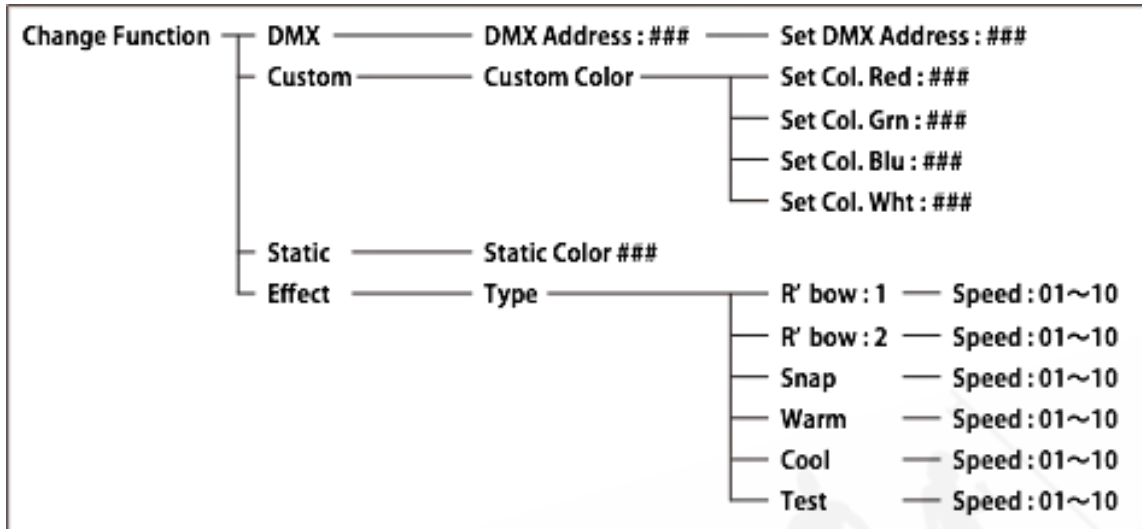 Change Function DMX DMX Address : ### Set DMX Address : ###
Custom Custom Color Set Col. Red : ###
Set Col. Grn : ###
Set Col. Blu : ###
Set Col. Wht : ###
Static Static Color ###
Effect Type R’ bow : 1 Speed : 01～10
R’ bow : 2 Speed : 01～10
Snap Speed : 01～10
Warm Speed : 01～10
Cool Speed : 01～10
Test Speed : 01～10